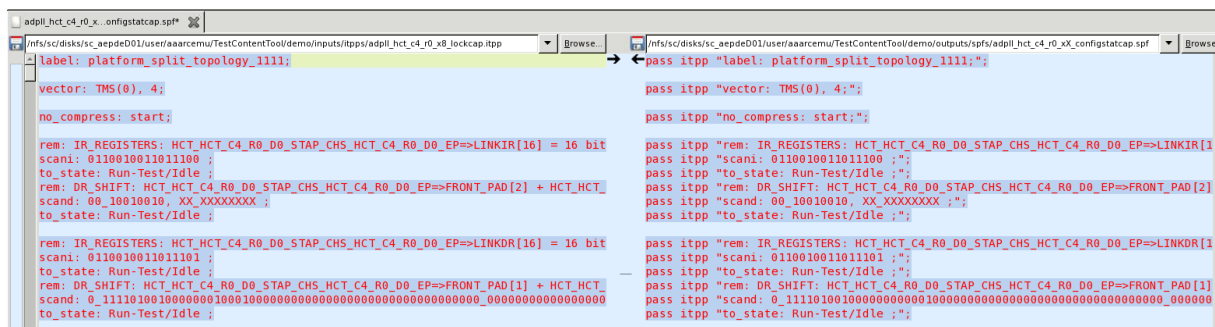 adpll_hct_c4_r0_x...onfigstatcap.spf*
/nfs/sc/disks/sc_aepdeD01/user/aaarcemu/TestContentTool/demo/inputs/itpps/adpll_hct_c4_r0_x8_lockcap.itpp
Browse...
label: platform_split_topology_1111;
vector: TMS(0), 4;
no_compress: start;
rem: IR_REGISTERS: HCT_HCT_C4_R0_D0_STAP_CHS_HCT_C4_R0_D0_EP=>LINKIR[16] = 16 bit
scani: 0110010011011100 ;
to_state: Run-Test/Idle ;
rem: DR_SHIFT: HCT_HCT_C4_R0_D0_STAP_CHS_HCT_C4_R0_D0_EP=>FRONT_PAD[2] + HCT_HCT_
scand: 00_10010010, XX_XXXXXXXX ;
to_state: Run-Test/Idle ;
rem: IR_REGISTERS: HCT_HCT_C4_R0_D0_STAP_CHS_HCT_C4_R0_D0_EP=>LINKDR[16] = 16 bit
scani: 0110010011011101 ;
to_state: Run-Test/Idle ;
rem: DR_SHIFT: HCT_HCT_C4_R0_D0_STAP_CHS_HCT_C4_R0_D0_EP=>FRONT_PAD[1] + HCT_HCT_
scand:
to_state: Run-Test/Idle ;
/nfs/sc/disks/sc_aepdeD01/user/aaarcemu/TestContentTool/demo/outputs/spfs/adpll_hct_c4_r0_xX_configstatcap.spf
Browse
pass itpp "label: platform_split_topology_1111;";
pass itpp "vector: TMS(0), 4;";
pass itpp "no_compress: start;";
pass itpp "rem: IR_REGISTERS: HCT_HCT_C4_R0_D0_STAP_CHS_HCT_C4_R0_D0_EP=>LINKIR[1
pass itpp "scani: 0110010011011100 ;";
pass itpp "to_state: Run-Test/Idle ;";
pass itpp "rem: DR_SHIFT: HCT_HCT_C4_R0_D0_STAP_CHS_HCT_C4_R0_D0_EP=>FRONT_PAD[2]
pass itpp "scand: 00_10010010, XX_XXXXXXXX ;";
pass itpp "to_state: Run-Test/Idle ;";
pass itpp "rem: IR_REGISTERS: HCT_HCT_C4_R0_D0_STAP_CHS_HCT_C4_R0_D0_EP=>LINKDR[1
pass itpp "scani: 0110010011011101 ;";
pass itpp "to_state: Run-Test/Idle ;";
pass itpp "rem: DR_SHIFT: HCT_HCT_C4_R0_D0_STAP_CHS_HCT_C4_R0_D0_EP=>FRONT_PAD[1]
pass itpp "scand:
pass itpp "to_state: Run-Test/Idle ;";